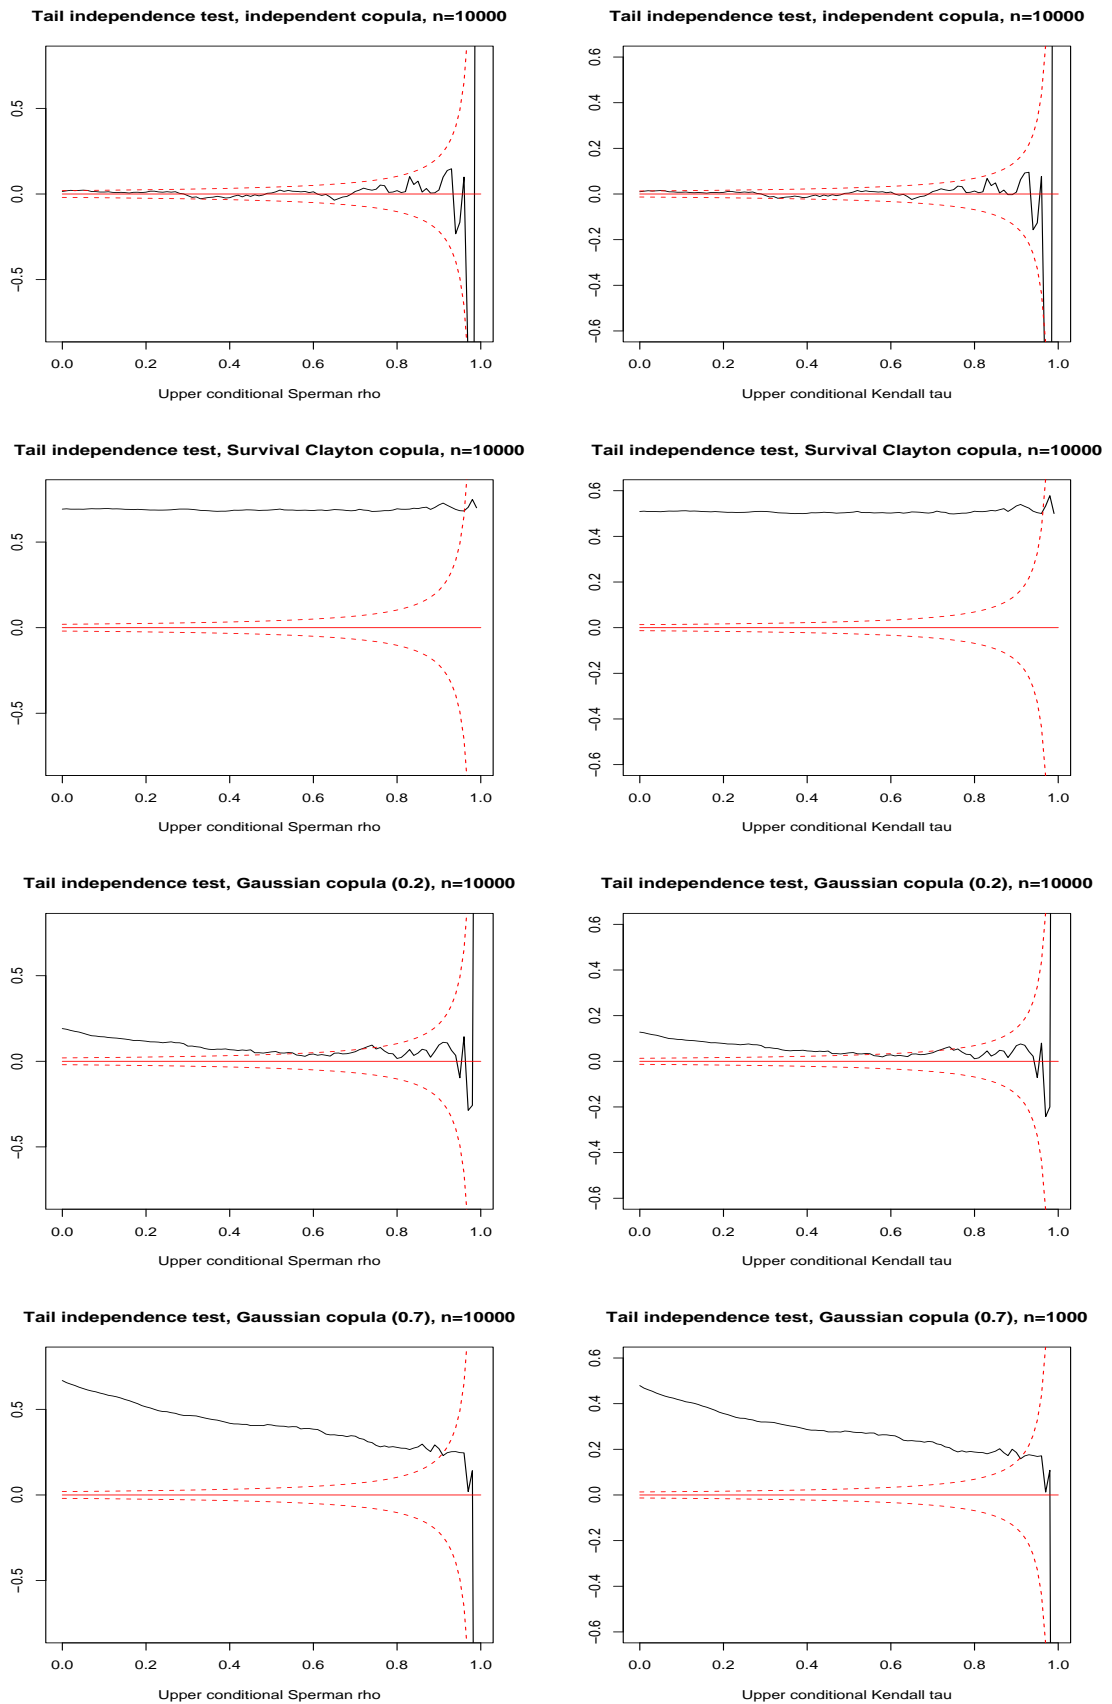 Tail independence test, independent copula, n=10000
0.5
0.0
−0.5
0.0 0.2 0.4 0.6 0.8 1.0
Upper conditional Sperman rho
Tail independence test, independent copula, n=10000
0.6
0.4
0.2
0.0
−0.2
−0.4
−0.6
0.0 0.2 0.4 0.6 0.8 1.0
Upper conditional Kendall tau
Tail independence test, Survival Clayton copula, n=10000
0.5
0.0
−0.5
0.0 0.2 0.4 0.6 0.8 1.0
Upper conditional Sperman rho
Tail independence test, Survival Clayton copula, n=10000
0.6
0.4
0.2
0.0
−0.2
−0.4
−0.6
0.0 0.2 0.4 0.6 0.8 1.0
Upper conditional Kendall tau
Tail independence test, Gaussian copula (0.2), n=10000
0.5
0.0
−0.5
0.0 0.2 0.4 0.6 0.8 1.0
Upper conditional Sperman rho
Tail independence test, Gaussian copula (0.2), n=10000
0.6
0.4
0.2
0.0
−0.2
−0.4
−0.6
0.0 0.2 0.4 0.6 0.8 1.0
Upper conditional Kendall tau
Tail independence test, Gaussian copula (0.7), n=10000
0.5
0.0
−0.5
0.0 0.2 0.4 0.6 0.8 1.0
Upper conditional Sperman rho
Tail independence test, Gaussian copula (0.7), n=1000
0.6
0.4
0.2
0.0
−0.2
−0.4
−0.6
0.0 0.2 0.4 0.6 0.8 1.0
Upper conditional Kendall tau